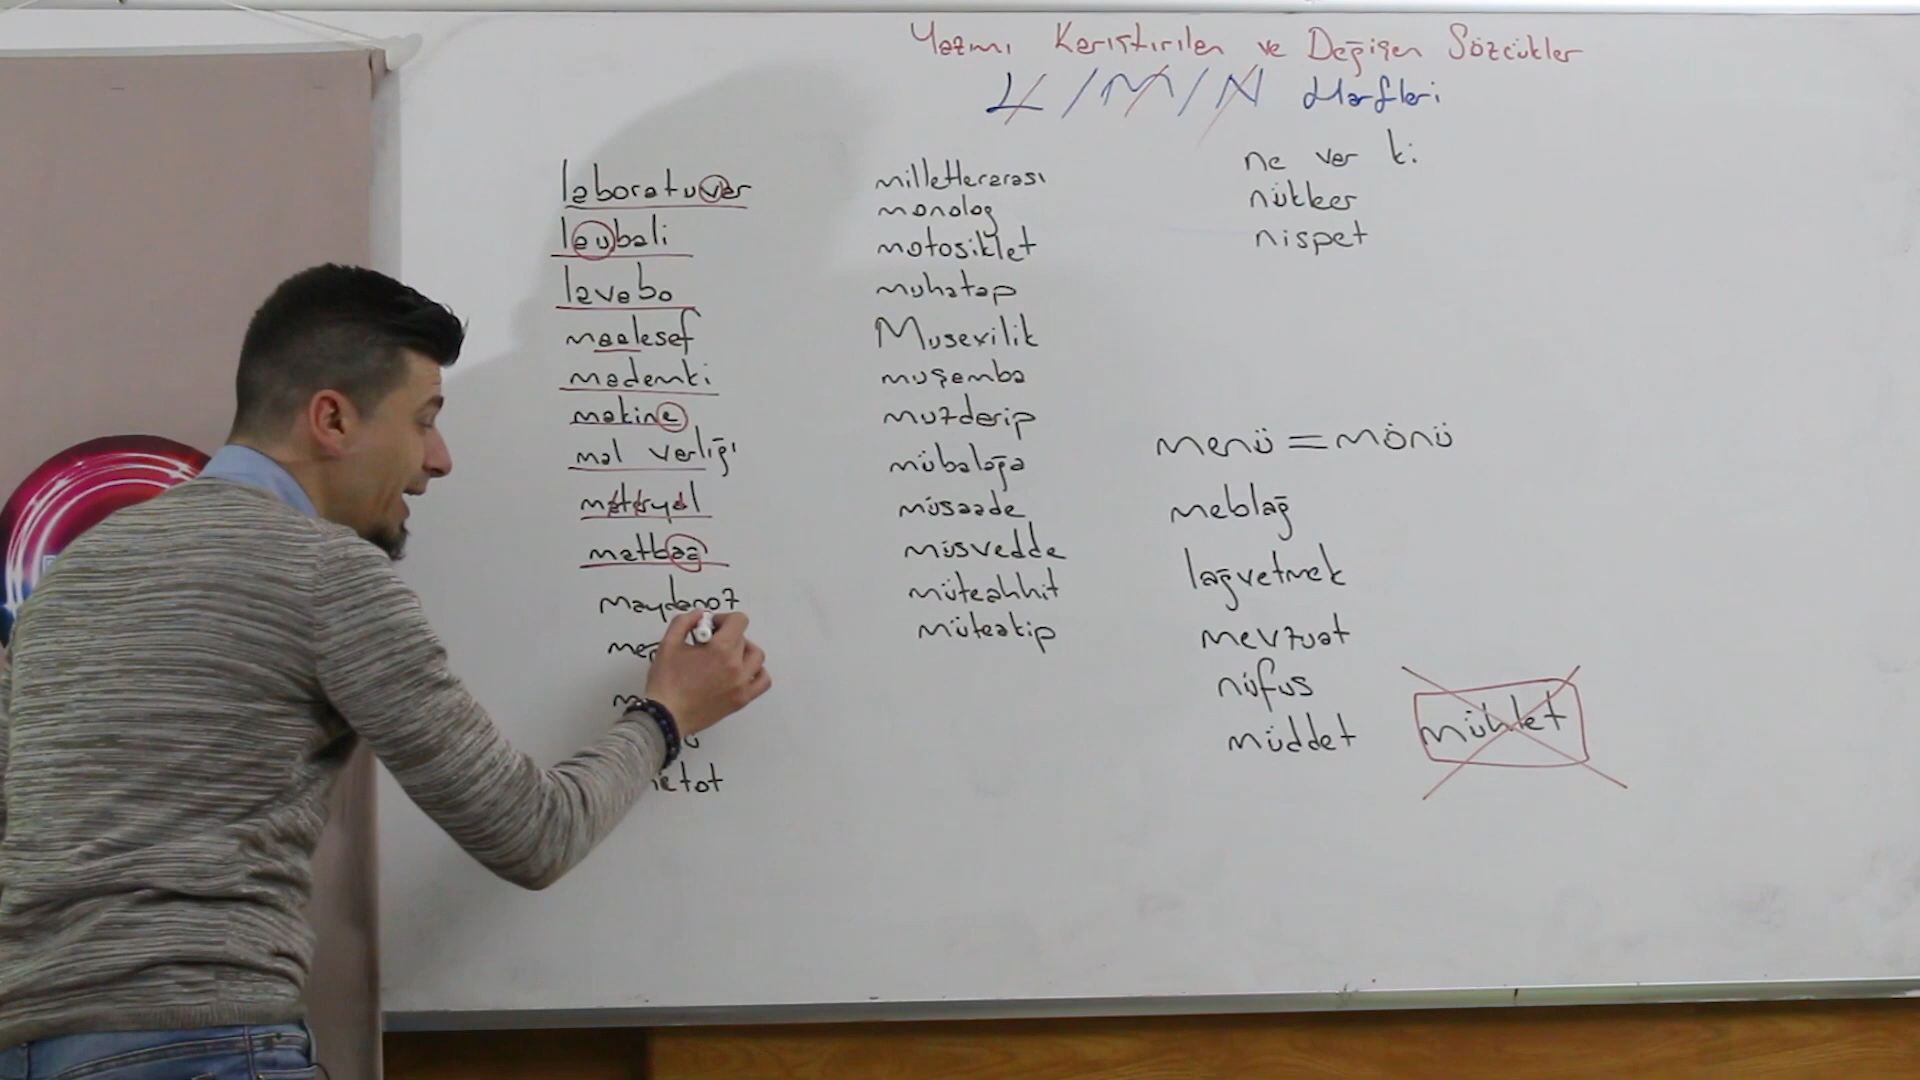 Yazımı Karıştırılan ve Değişen Sözcükler
L/M/N Harfleri
laboratuvar
laubali
lavabo
maalesef
mademki
makine
mal varlığı
materyal
matbaa
maydanoz
metot
milletlerarası
monolog
motosiklet
muhatap
Musevilik
muşamba
muzdarip
mübalağa
müsaade
müsvedde
müteahhit
müteakip
ne var ki
nükker
nispet
menü = mönü
meblağ
lağvetmek
mevzuat
nüfus
müddet
mühlet